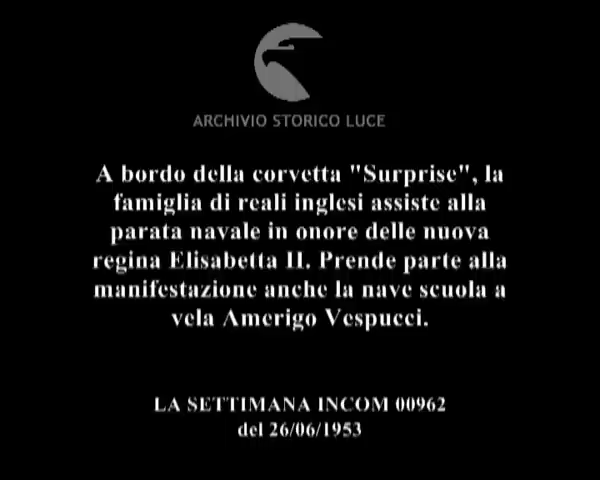 ARCHIVIO STORICO LUCE
A bordo della corvetta "Surprise", la
famiglia di reali inglesi assiste alla
parata navale in onore delle nuova
regina Elisabetta II. Prende parte alla
manifestazione anche la nave scuola a
vela Amerigo Vespucci.
LA SETTIMANA INCOM 00962
del 26/06/1953